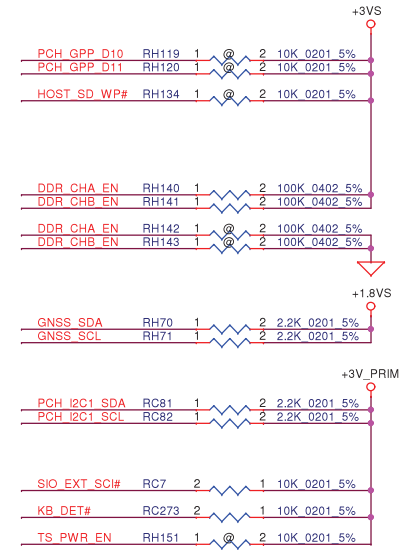 +3VS
PCH_GPP_D10 RH119 1 @ 2 10K_0201_5%
PCH_GPP_D11 RH120 1 @ 2 10K_0201_5%
HOST_SD_WP# RH134 1 @ 2 10K_0201_5%
DDR_CHA_EN RH140 1 2 100K_0402_5%
DDR_CHB_EN RH141 1 2 100K_0402_5%
DDR_CHA_EN RH142 1 @ 2 100K_0402_5%
DDR_CHB_EN RH143 1 @ 2 100K_0402_5%
+1.8VS
GNSS_SDA RH70 1 2 2.2K_0201_5%
GNSS_SCL RH71 1 2 2.2K_0201_5%
+3V_PRIM
PCH_I2C1_SDA RC81 1 2 2.2K_0201_5%
PCH_I2C1_SCL RC82 1 2 2.2K_0201_5%
SIO_EXT_SCI# RC7 2 1 10K_0201_5%
KB_DET# RC273 2 1 10K_0201_5%
TS_PWR_EN RH151 1 @ 2 10K_0201_5%